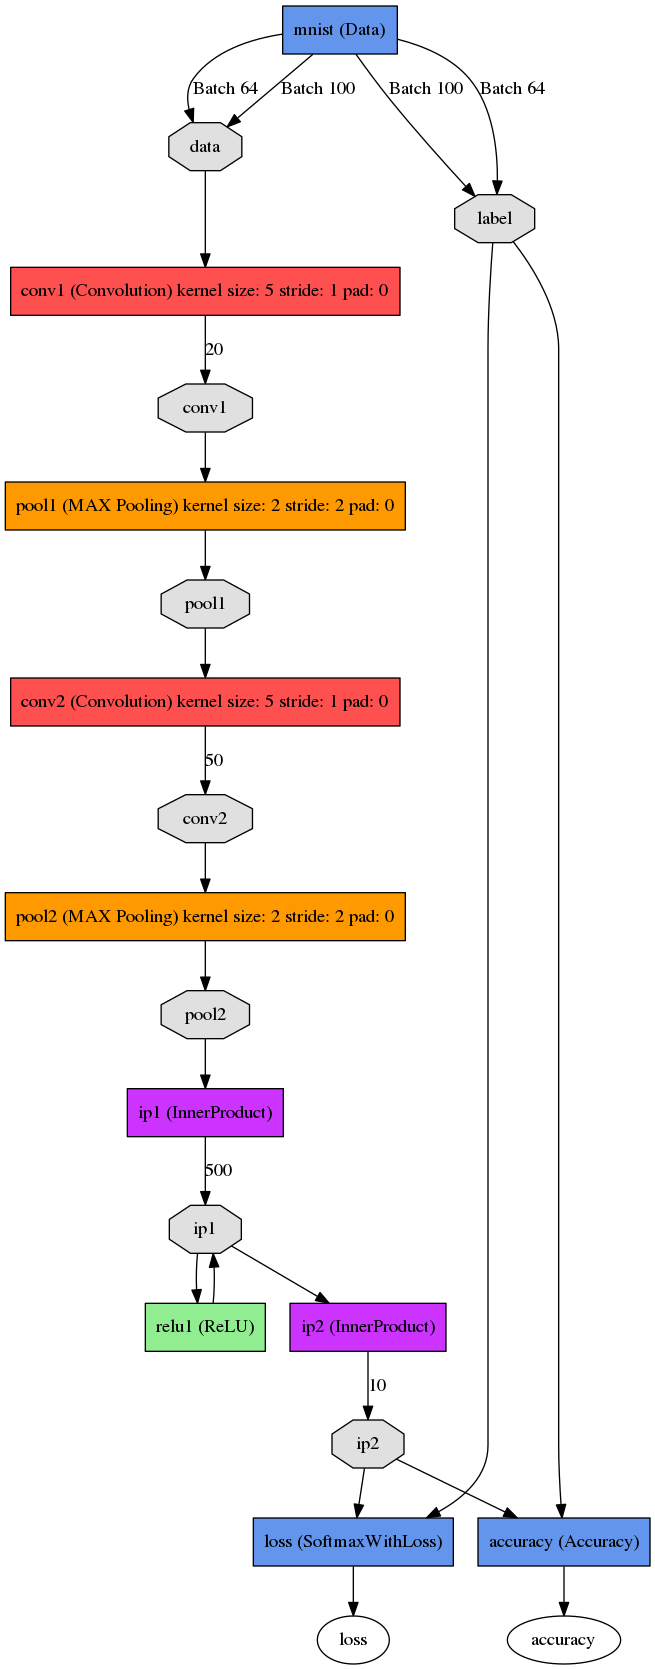 mnist (Data)
Batch 64
Batch 100
Batch 100
Batch 64
data
label
conv1 (Convolution) kernel size: 5 stride: 1 pad: 0
20
conv1
pool1 (MAX Pooling) kernel size: 2 stride: 2 pad: 0
pool1
conv2 (Convolution) kernel size: 5 stride: 1 pad: 0
50
conv2
pool2 (MAX Pooling) kernel size: 2 stride: 2 pad: 0
pool2
ip1 (InnerProduct)
500
ip1
relu1 (ReLU)
ip2 (InnerProduct)
10
ip2
loss (SoftmaxWithLoss)
accuracy (Accuracy)
loss
accuracy